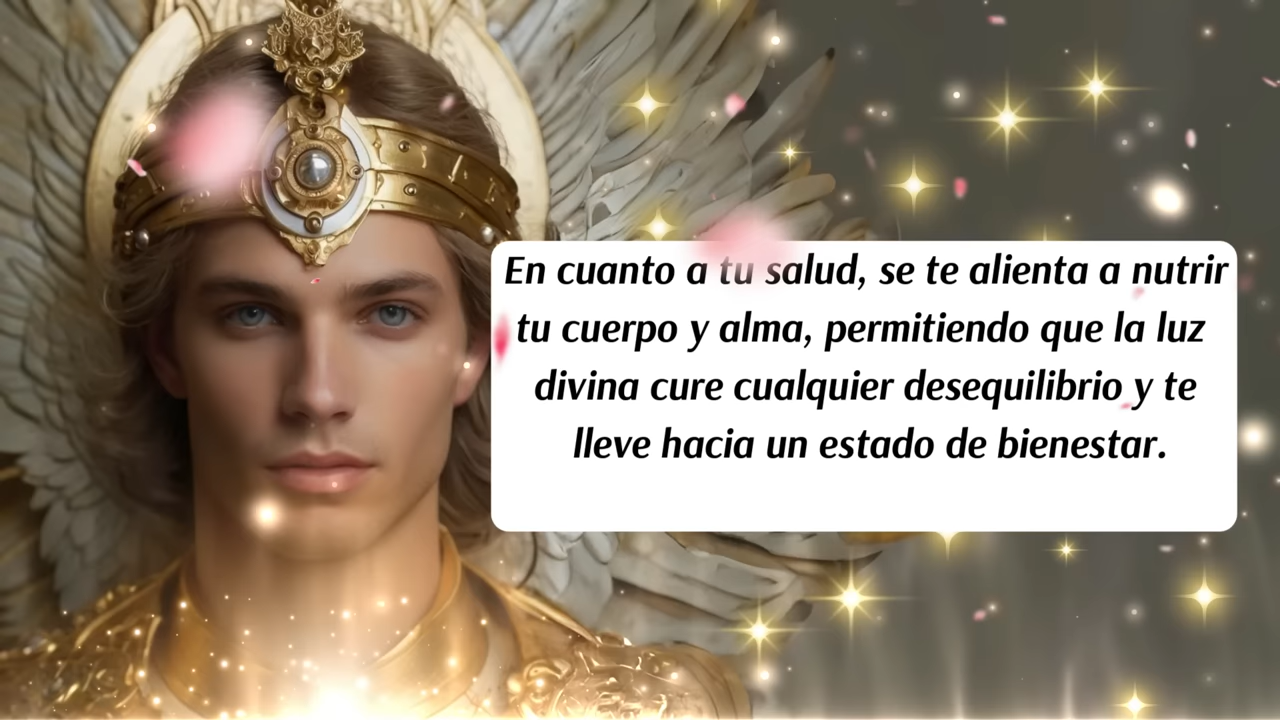 En cuanto a tu salud, se te alienta a nutrir
tu cuerpo y alma, permitiendo que la luz
divina cure cualquier desequilibrio y te
lleve hacia un estado de bienestar.